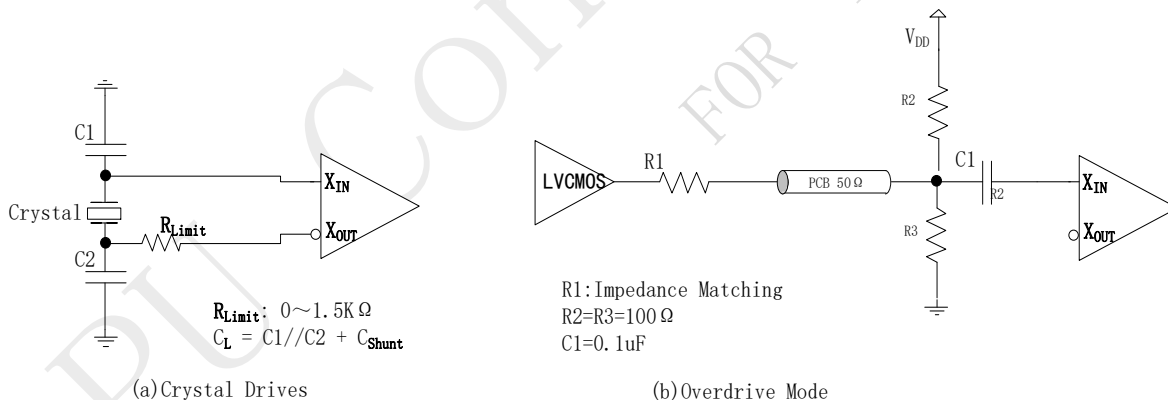 C1
Crystal
C2
R_Limit
X_IN
X_OUT
R_Limit: 0～1.5KΩ
C_L = C1//C2 + C_Shunt
(a)Crystal Drives
LVCMOS
R1
PCB 50Ω
V_DD
R2
C1
R2
R3
X_IN
X_OUT
R1:Impedance Matching
R2=R3=100Ω
C1=0.1uF
(b)Overdrive Mode
FOR